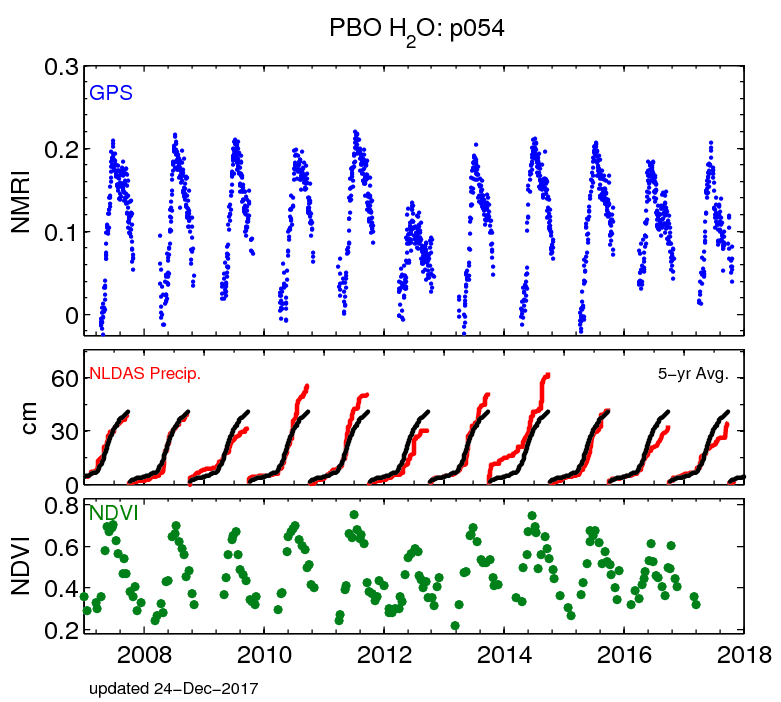 PBO H2O: p054
0.3
GPS
0.2
NMRI
0.1
0
NLDAS Precip.
5−yr Avg.
60
cm
30
0
0.8
NDVI
0.6
NDVI
0.4
0.2
2008 2010 2012 2014 2016 2018
updated 24−Dec−2017